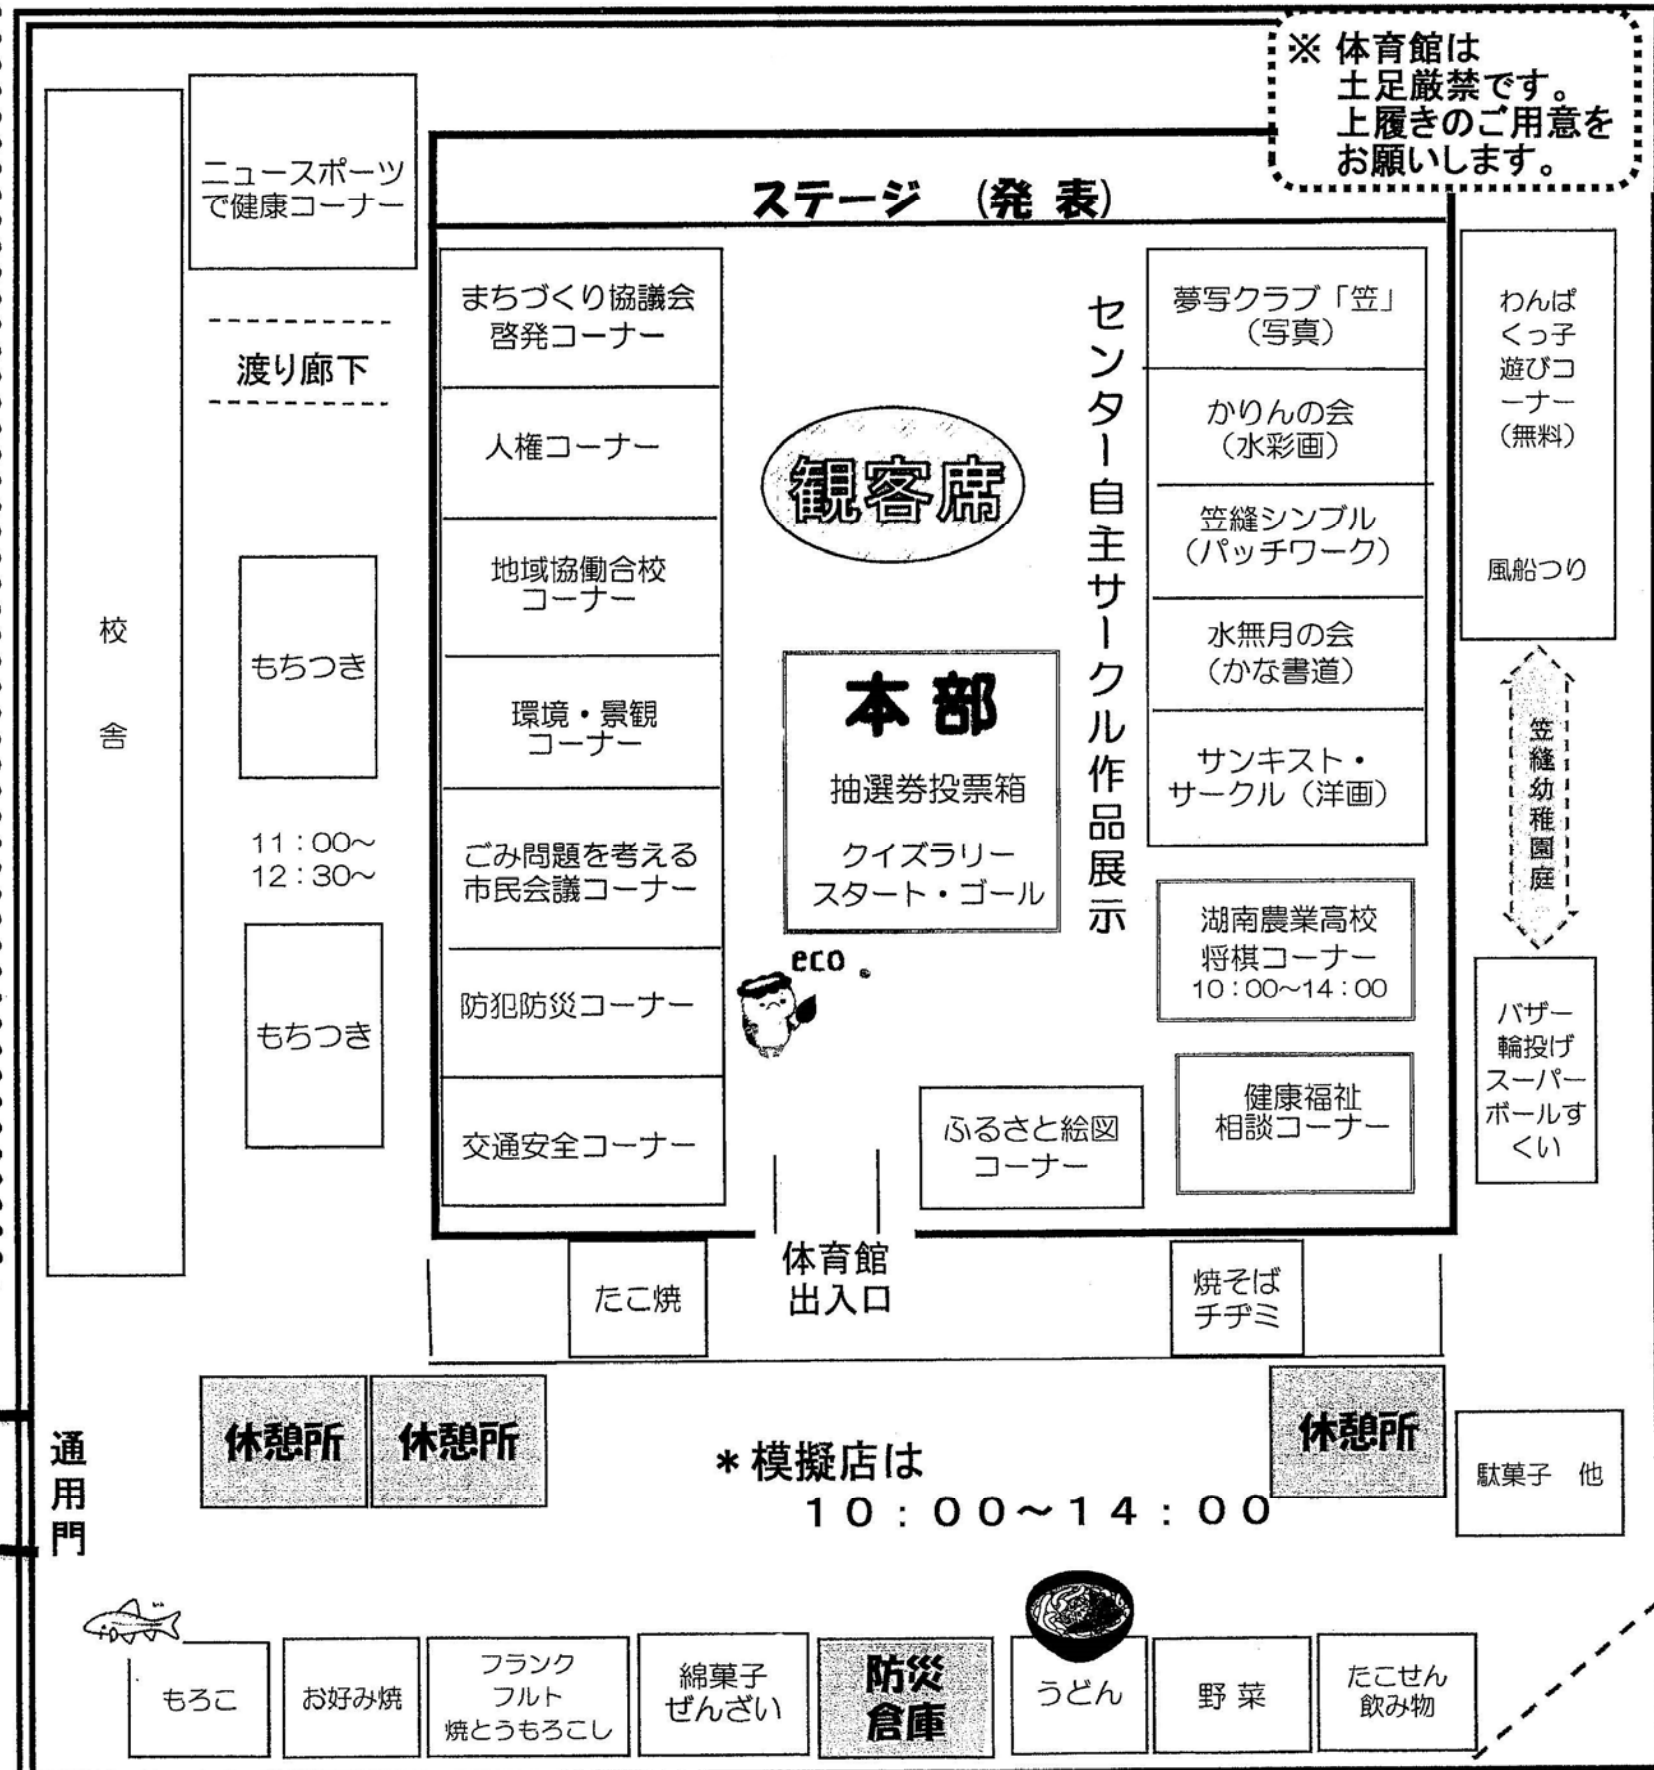 ※ 体育館は
土足厳禁です。
上履きのご用意を
お願いします。
ニュースポーツ
で健康コーナー
渡り廊下
校舎
もちつき
11：00～
12：30～
もちつき
ステージ （発 表）
まちづくり協議会
啓発コーナー
人権コーナー
地域協働合校
コーナー
環境・景観
コーナー
ごみ問題を考える
市民会議コーナー
防犯防災コーナー
交通安全コーナー
観客席
本部
抽選券投票箱
クイズラリー
スタート・ゴール
eco
センター自主サークル作品展示
夢写クラブ「笠」
（写真）
かりんの会
（水彩画）
笠縫シンブル
（パッチワーク）
水無月の会
（かな書道）
サンキスト・
サークル（洋画）
湖南農業高校
将棋コーナー
10：00～14：00
健康福祉
相談コーナー
ふるさと絵図
コーナー
わんぱ
くっ子
遊びコ
ーナー
（無料）
風船つり
笠縫幼稚園庭
バザー
輪投げ
スーパー
ボールす
くい
体育館
出入口
たこ焼
焼そば
チヂミ
通用門
休憩所
休憩所
休憩所
＊模擬店は
１０：００～１４：００
駄菓子　他
もろこ
お好み焼
フランク
フルト
焼とうもろこし
綿菓子
ぜんざい
防災
倉庫
うどん
野 菜
たこせん
飲み物